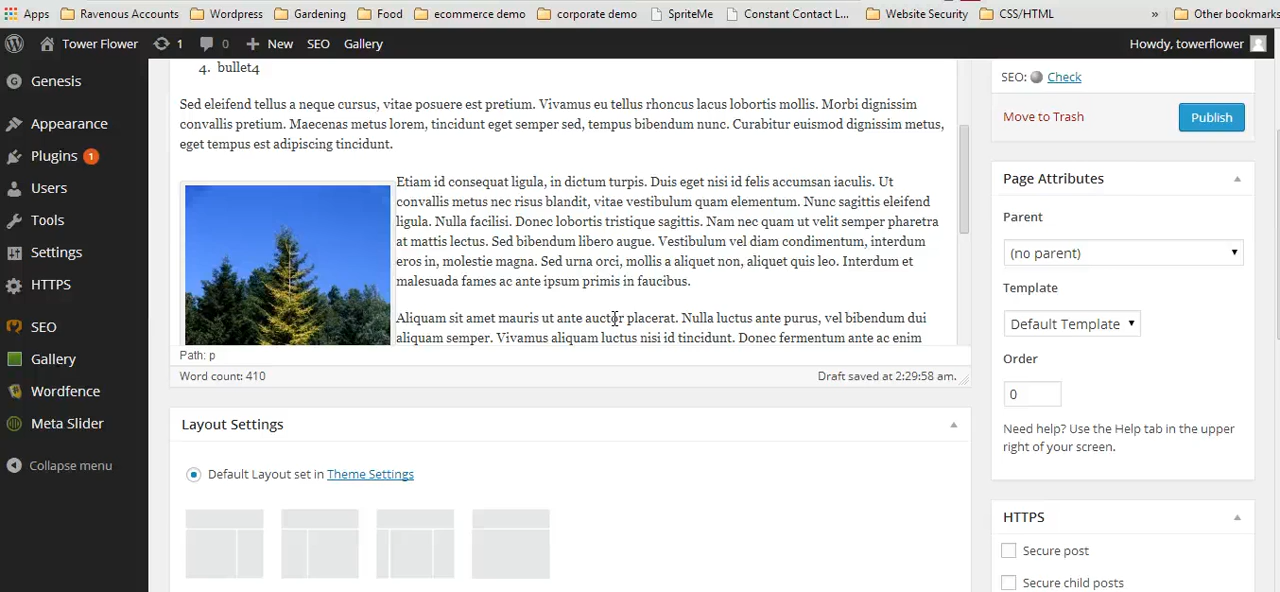 Apps Ravenous Accounts Wordpress Gardening Food ecommerce demo corporate demo SpriteMe Constant Contact L... Website Security CSS/HTML » Other bookmarks
Tower Flower 1 0 New SEO Gallery Howdy, towerflower
Genesis
Appearance
Plugins 1
Users
Tools
Settings
HTTPS
SEO
Gallery
Wordfence
Meta Slider
Collapse menu
4. bullet4
Sed eleifend tellus a neque cursus, vitae posuere est pretium. Vivamus eu tellus rhoncus lacus lobortis mollis. Morbi dignissim
convallis pretium. Maecenas metus lorem, tincidunt eget semper sed, tempus bibendum nunc. Curabitur euismod dignissim metus,
eget tempus est adipiscing tincidunt.
Etiam id consequat ligula, in dictum turpis. Duis eget nisi id felis accumsan iaculis. Ut
convallis metus nec risus blandit, vitae vestibulum quam elementum. Nunc sagittis eleifend
ligula. Nulla facilisi. Donec lobortis tristique sagittis. Nam nec quam ut velit semper pharetra
at mattis lectus. Sed bibendum libero augue. Vestibulum vel diam condimentum, interdum
eros in, molestie magna. Sed urna orci, mollis a aliquet non, aliquet quis leo. Interdum et
malesuada fames ac ante ipsum primis in faucibus.
Aliquam sit amet mauris ut ante auctor placerat. Nulla luctus ante purus, vel bibendum dui
aliquam semper. Vivamus aliquam luctus nisi id tincidunt. Donec fermentum ante ac enim
Path: p
Word count: 410 Draft saved at 2:29:58 am.
Layout Settings
Default Layout set in Theme Settings
SEO: Check
Move to Trash Publish
Page Attributes
Parent
(no parent)
Template
Default Template
Order
0
Need help? Use the Help tab in the upper
right of your screen.
HTTPS
Secure post
Secure child posts